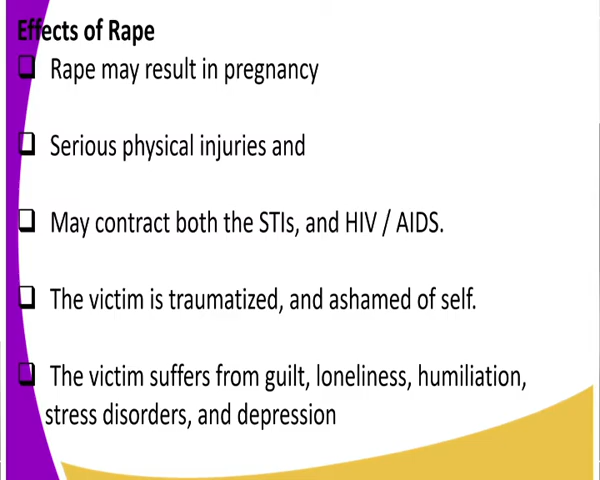 Effects of Rape
❑ Rape may result in pregnancy
❑ Serious physical injuries and
❑ May contract both the STIs, and HIV / AIDS.
❑ The victim is traumatized, and ashamed of self.
❑ The victim suffers from guilt, loneliness, humiliation,
stress disorders, and depression